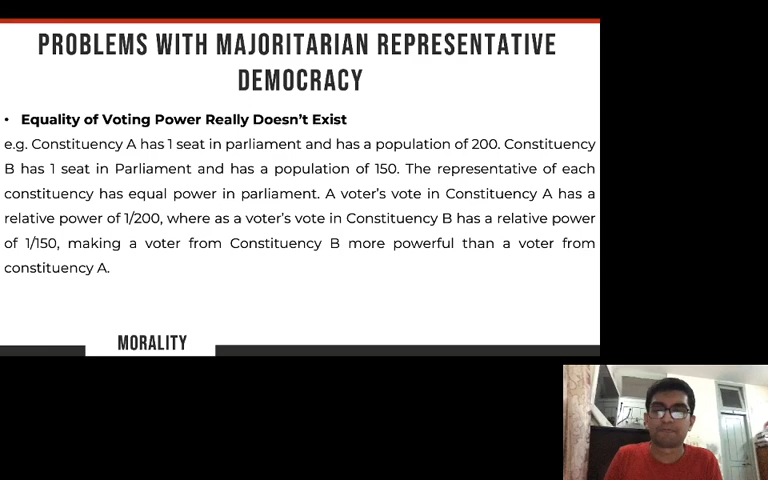 PROBLEMS WITH MAJORITARIAN REPRESENTATIVE
DEMOCRACY
• Equality of Voting Power Really Doesn't Exist
e.g. Constituency A has 1 seat in parliament and has a population of 200. Constituency
B has 1 seat in Parliament and has a population of 150. The representative of each
constituency has equal power in parliament. A voter's vote in Constituency A has a
relative power of 1/200, where as a voter's vote in Constituency B has a relative power
of 1/150, making a voter from Constituency B more powerful than a voter from
constituency A.
MORALITY